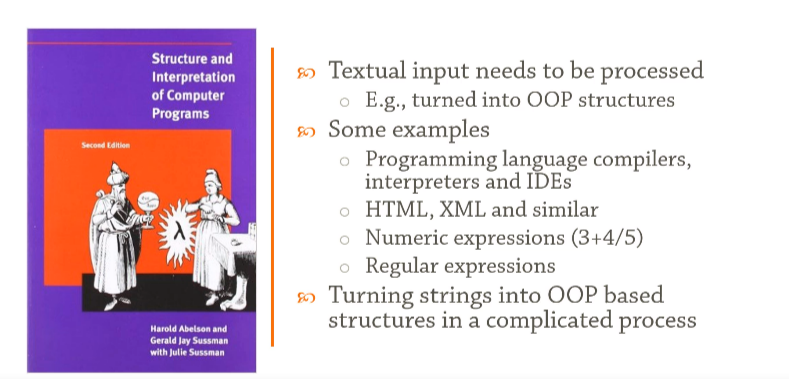 Structure and
Interpretation
of Computer
Programs
Second Edition
λ
Harold Abelson and
Gerald Jay Sussman
with Julie Sussman
Textual input needs to be processed
E.g., turned into OOP structures
Some examples
Programming language compilers,
interpreters and IDEs
HTML, XML and similar
Numeric expressions (3+4/5)
Regular expressions
Turning strings into OOP based
structures in a complicated process